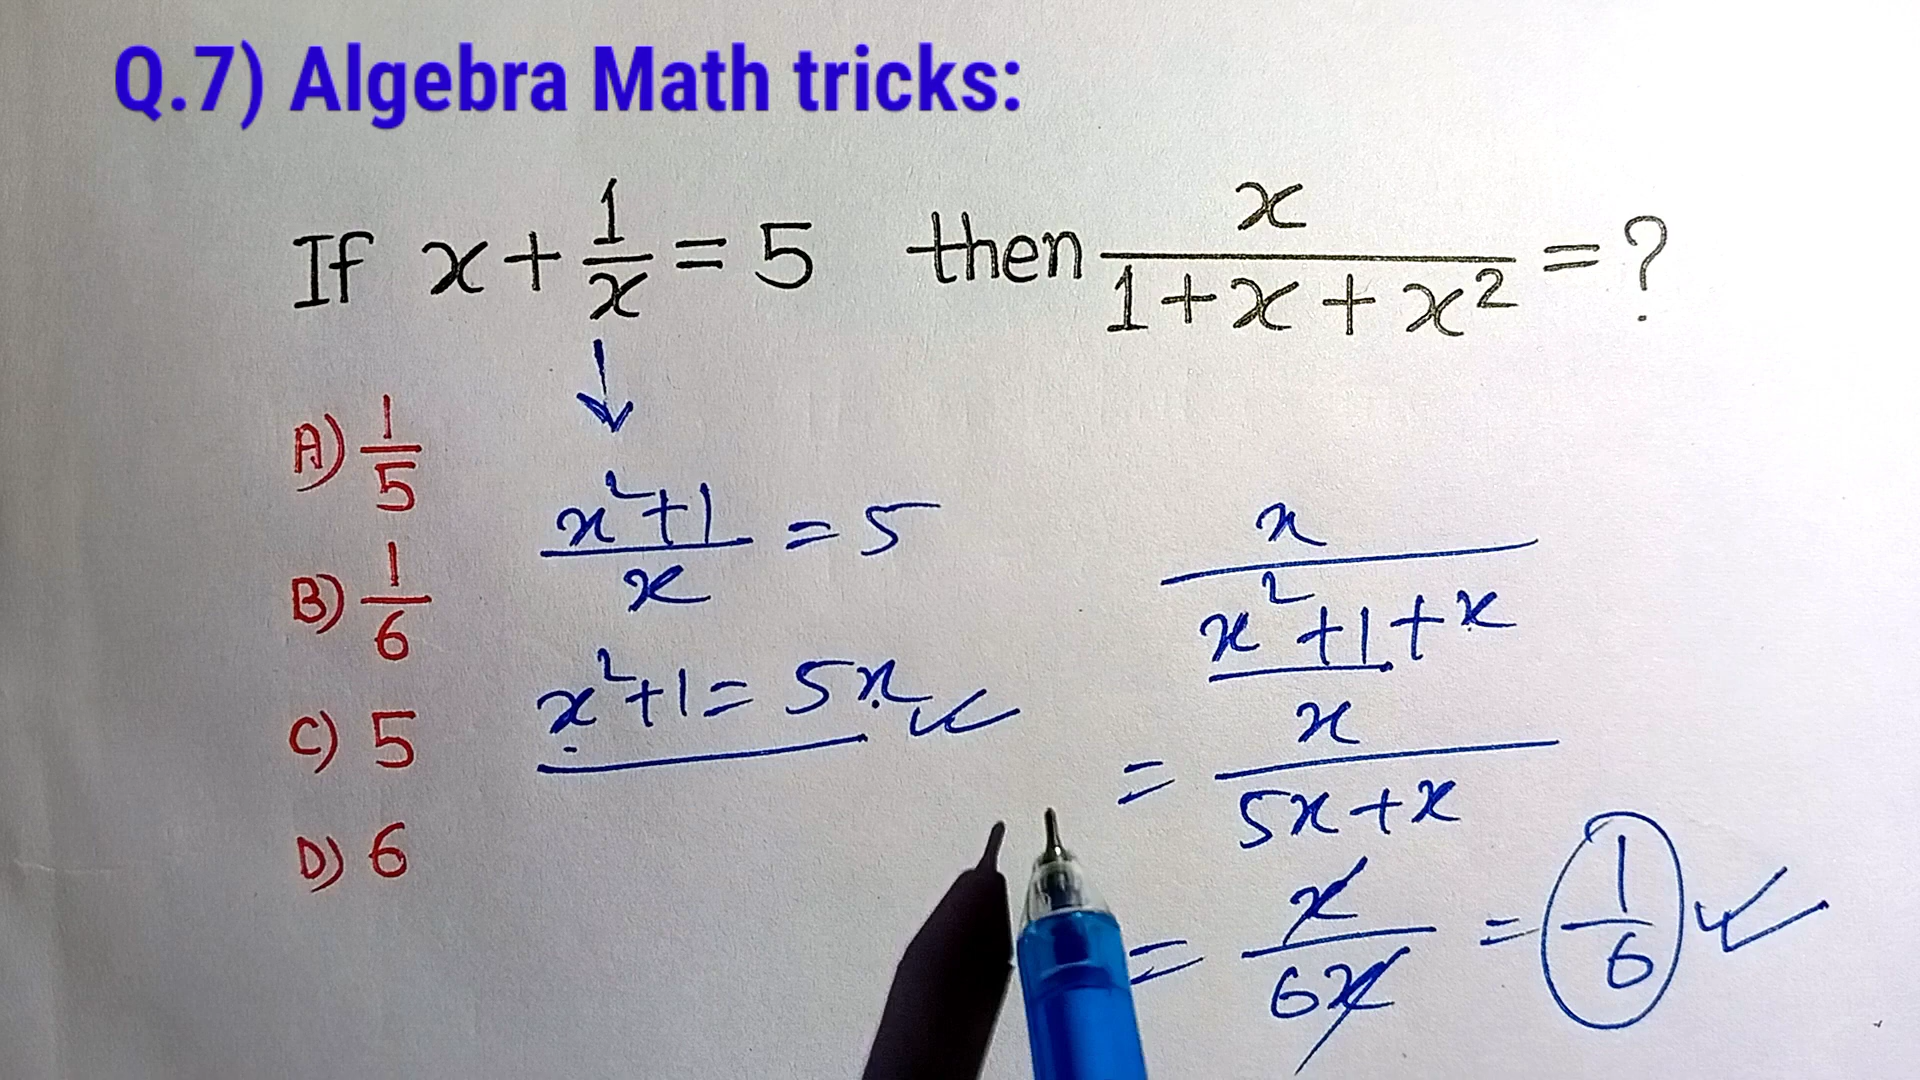 Q.7) Algebra Math tricks:
If x + 1/x = 5 then x/(1+x+x²) = ?
A) 1/5
B) 1/6
C) 5
D) 6
(x²+1)/x = 5
x²+1 = 5x ✓
x/(x²+1+x)
= x/(5x+x)
= x/6x = 1/6 ✓